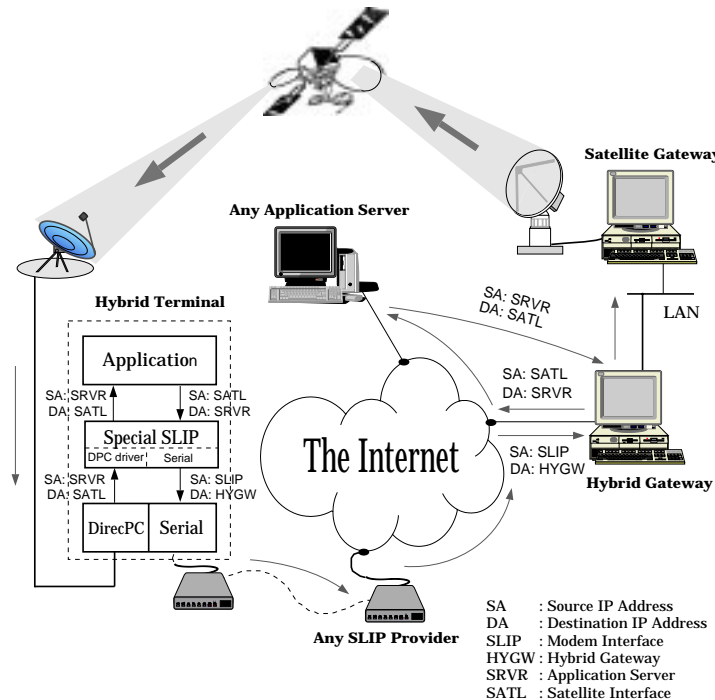 Satellite Gateway
Any Application Server
Hybrid Terminal
SA: SRVR
DA: SATL
LAN
Application
SA: SRVR
DA: SATL
SA: SATL
DA: SRVR
SA: SATL
DA: SRVR
Special SLIP
DPC driver
Serial
The Internet
SA: SLIP
DA: HYGW
Hybrid Gateway
SA: SRVR
DA: SATL
SA: SLIP
DA: HYGW
DirecPC
Serial
Any SLIP Provider
SA : Source IP Address
DA : Destination IP Address
SLIP : Modem Interface
HYGW : Hybrid Gateway
SRVR : Application Server
SATL : Satellite Interface